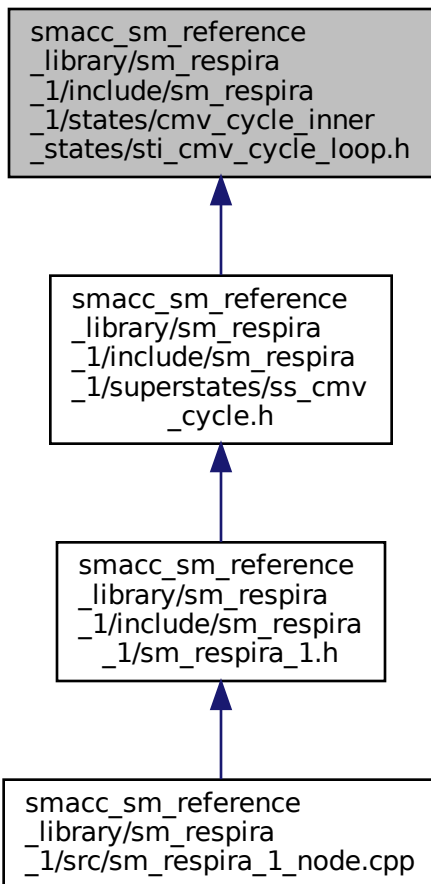 smacc_sm_reference
_library/sm_respira
_1/include/sm_respira
_1/states/cmv_cycle_inner
_states/sti_cmv_cycle_loop.h
smacc_sm_reference
_library/sm_respira
_1/include/sm_respira
_1/superstates/ss_cmv
_cycle.h
smacc_sm_reference
_library/sm_respira
_1/include/sm_respira
_1/sm_respira_1.h
smacc_sm_reference
_library/sm_respira
_1/src/sm_respira_1_node.cpp